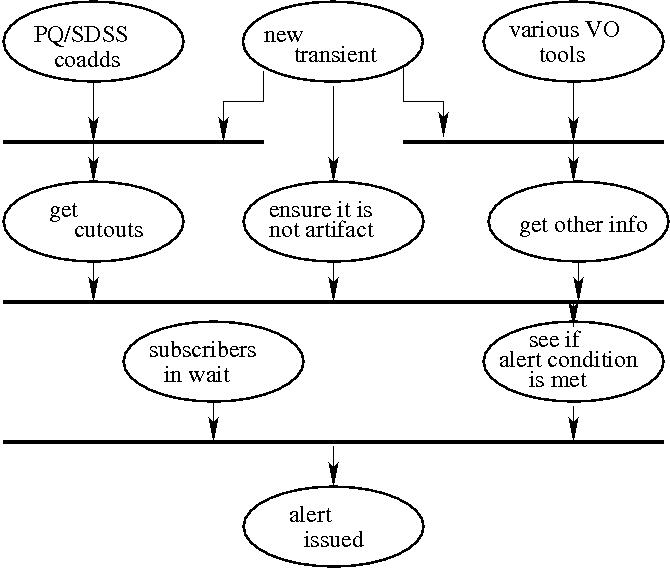 PQ/SDSS
coadds
new
transient
various VO
tools
get
cutouts
ensure it is
not artifact
get other info
subscribers
in wait
see if
alert condition
is met
alert
issued